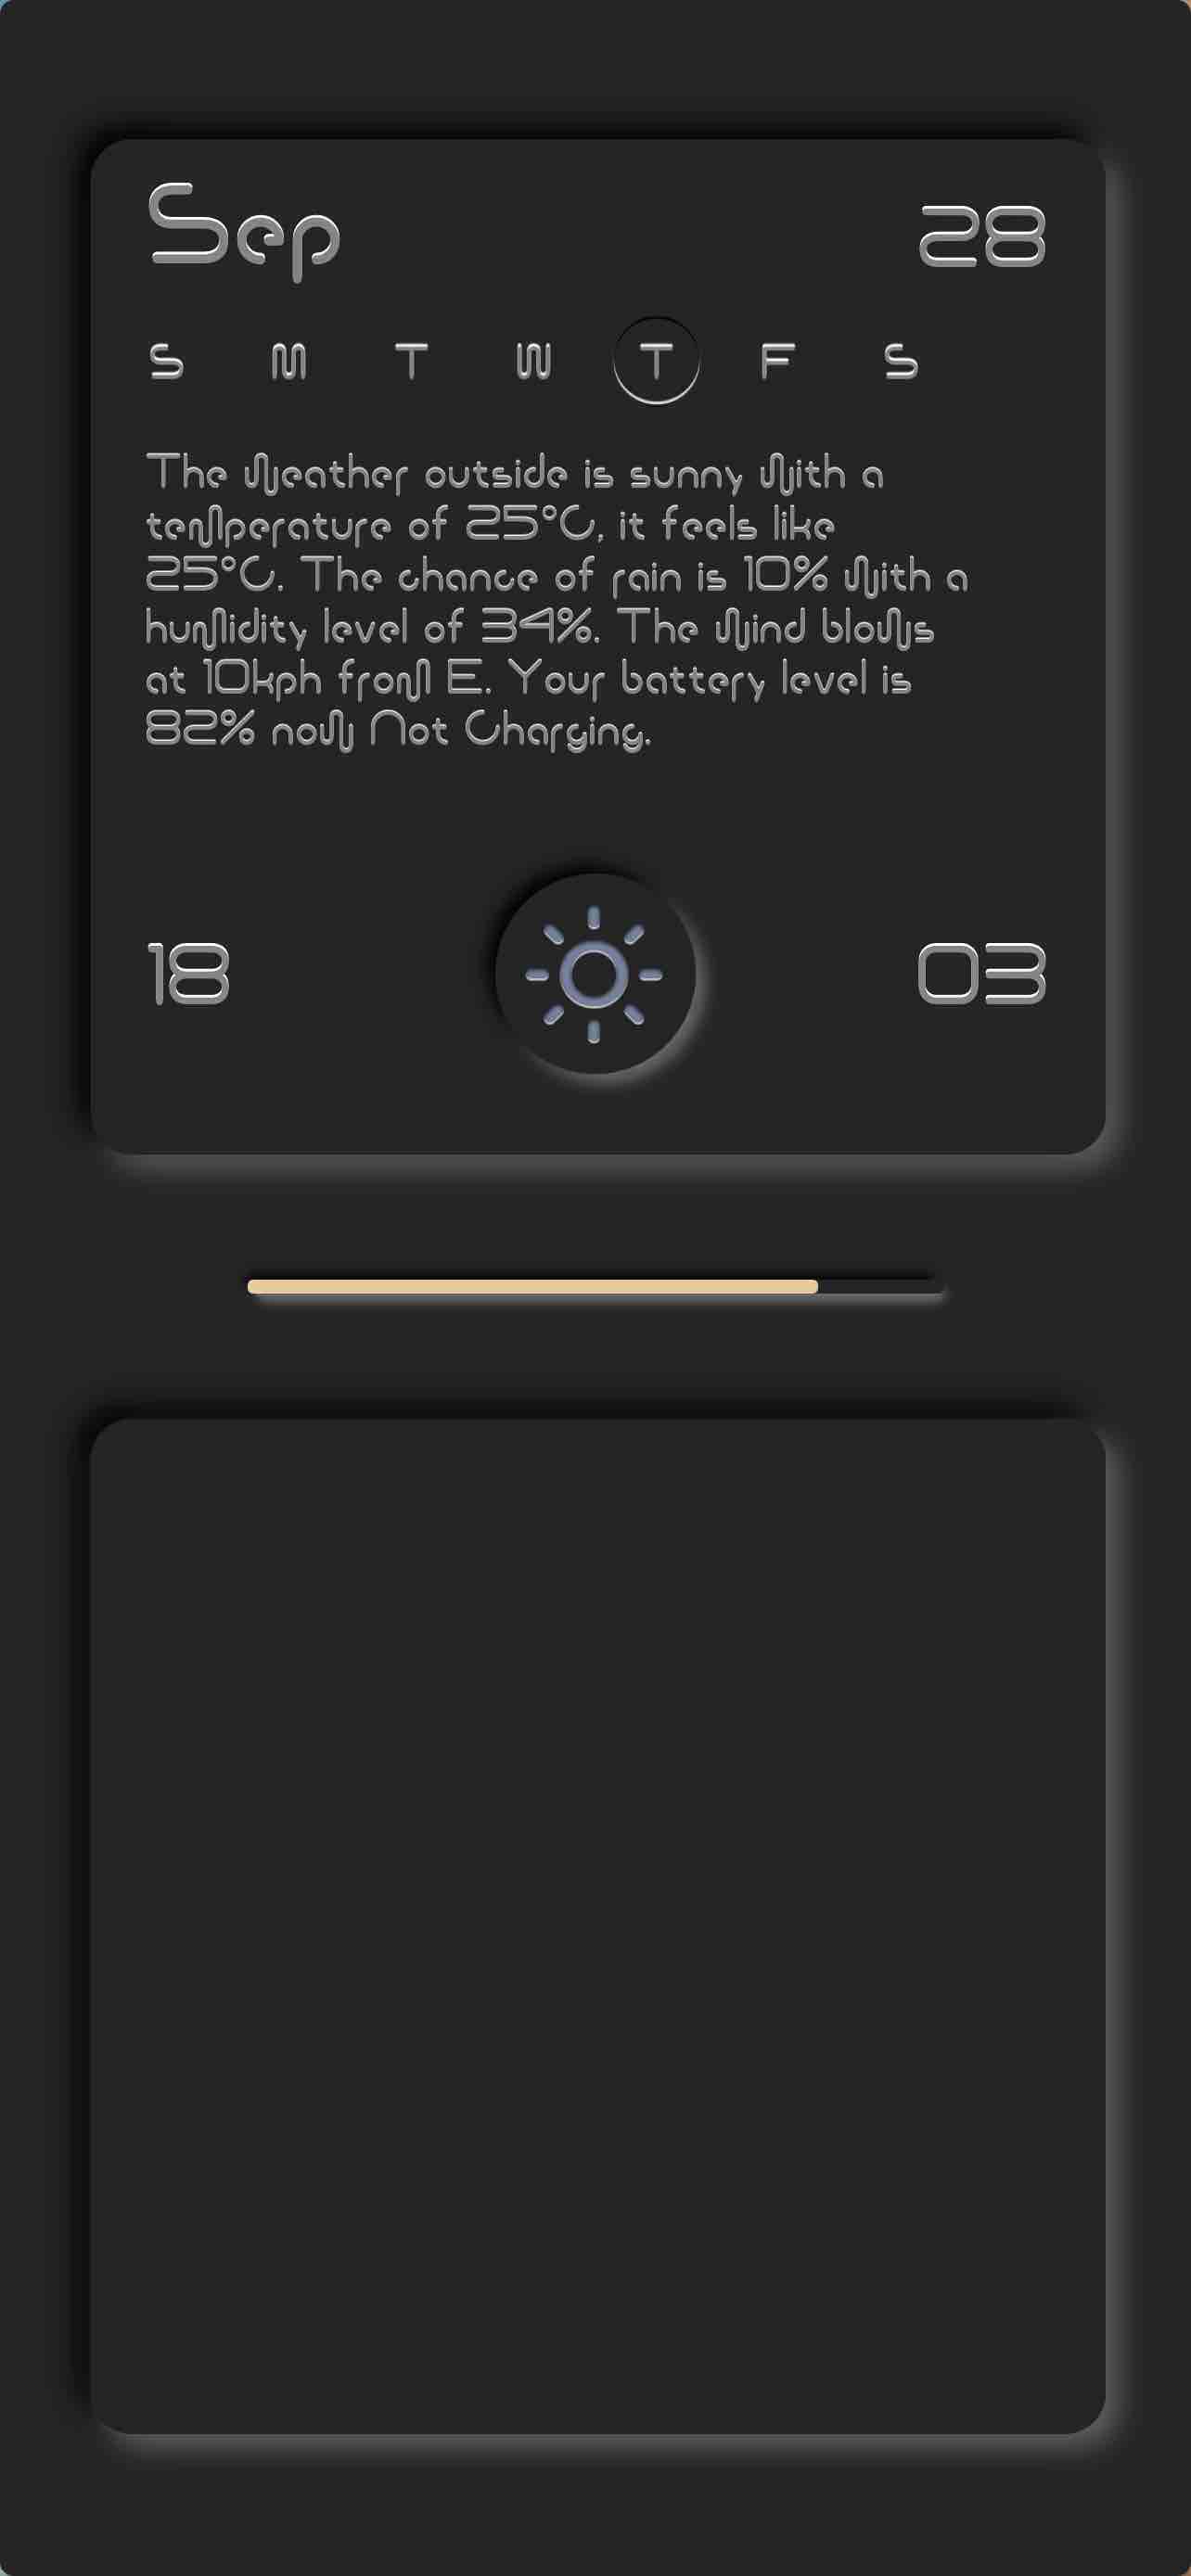 Sep 28
S M T W T F S
The Weather outside is sunny With a
temperature of 25°C, it feels like
25°C. The chance of rain is 10% With a
humidity level of 34%. The Wind blows
at 10kph from E. Your battery level is
82% now Not Charging.
18 03